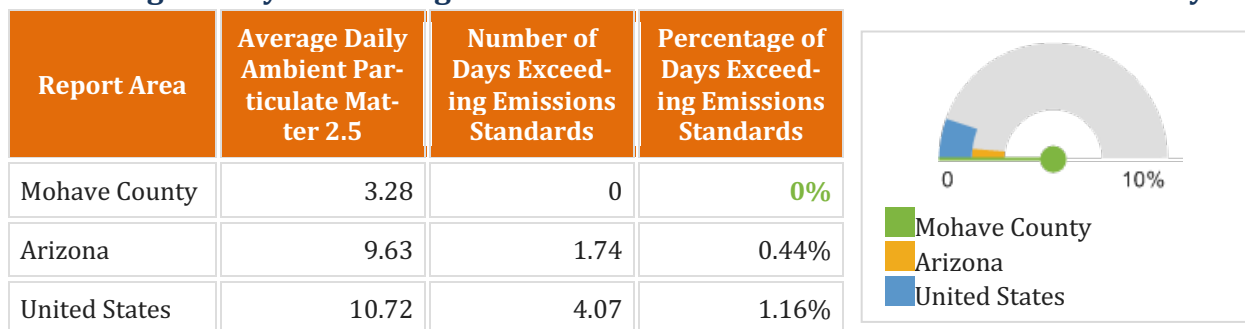 Report Area
Average Daily
Ambient Par-
ticulate Mat-
ter 2.5
Number of
Days Exceed-
ing Emissions
Standards
Percentage of
Days Exceed-
ing Emissions
Standards
Mohave County 3.28 0 0%
Arizona 9.63 1.74 0.44%
United States 10.72 4.07 1.16%
0 10%
Mohave County
Arizona
United States